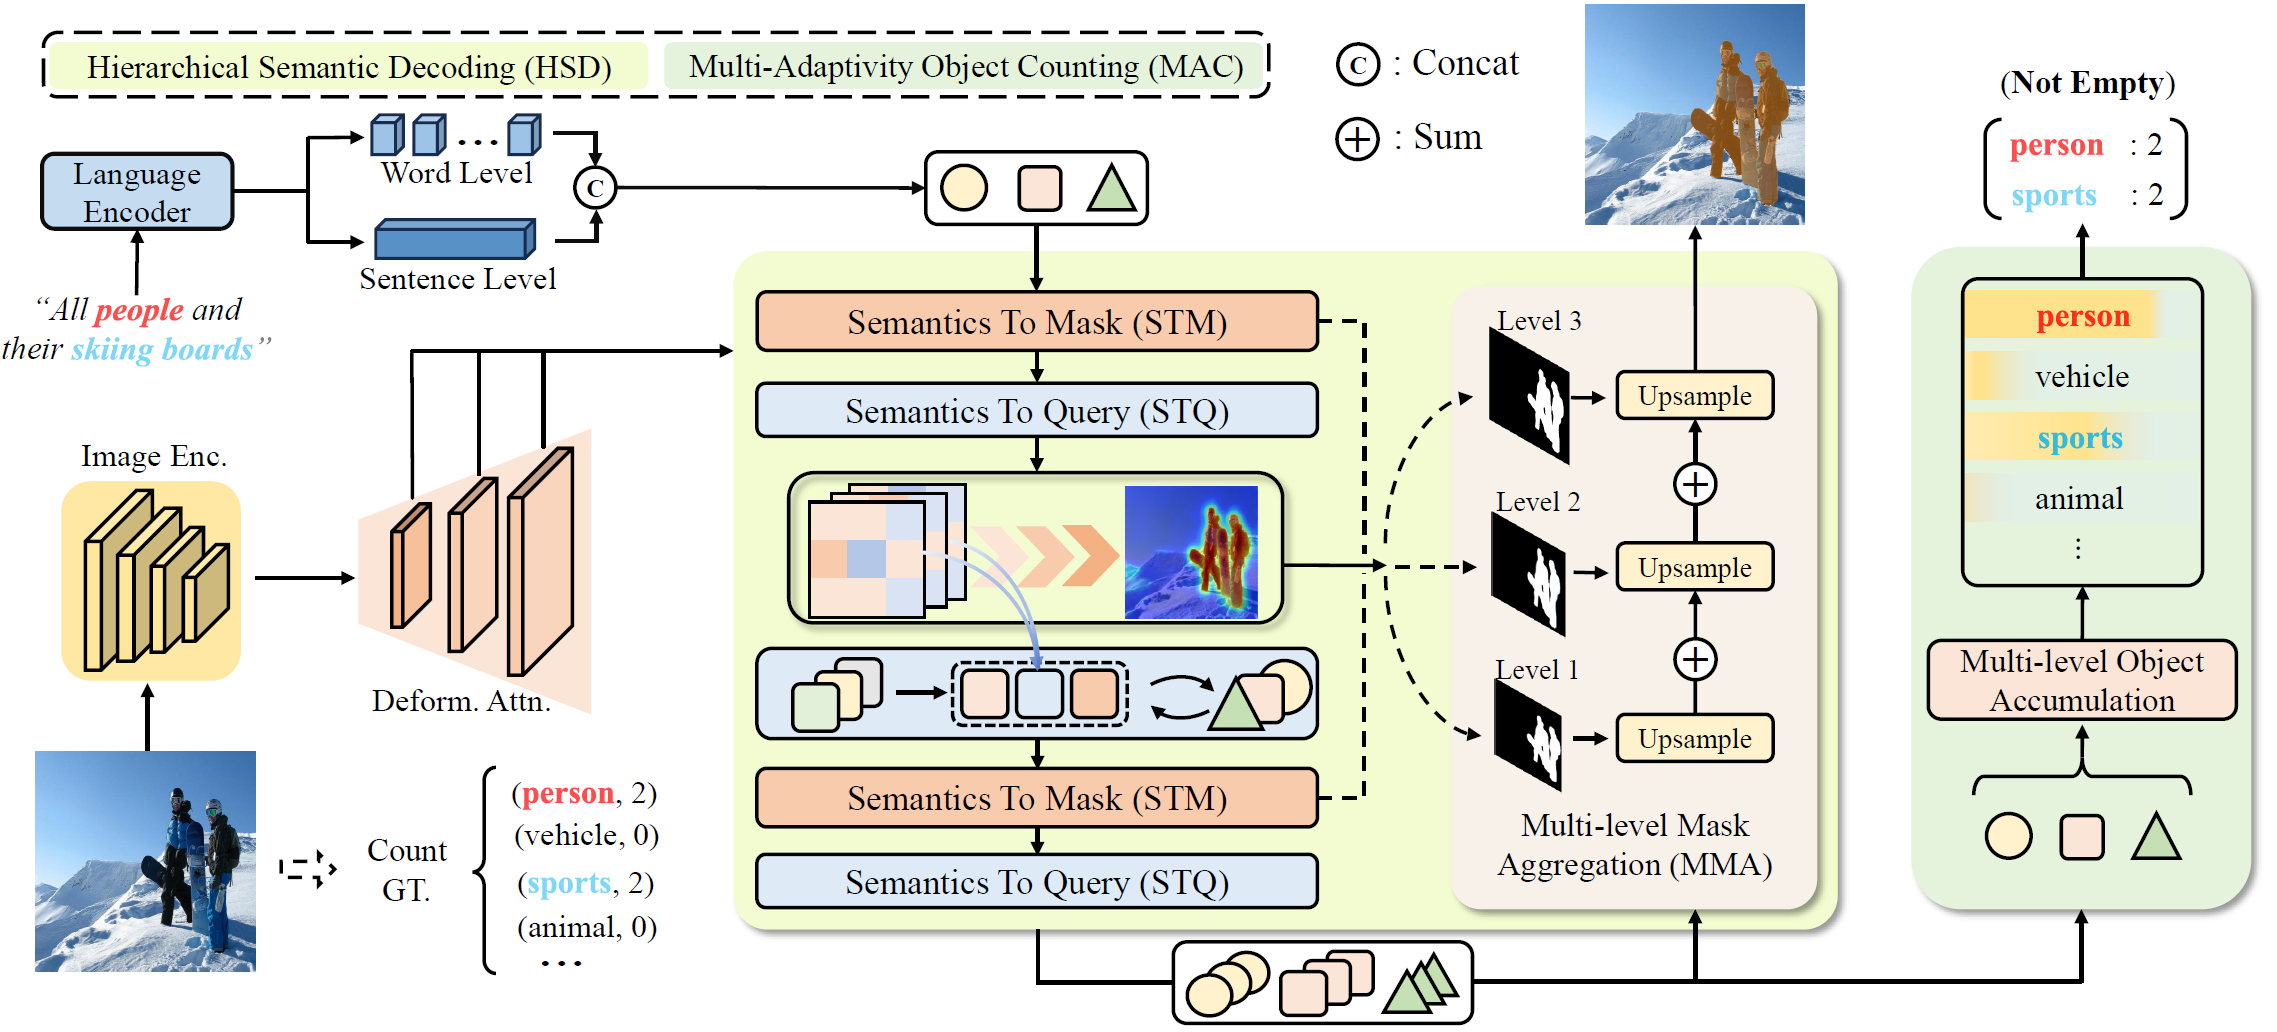 Hierarchical Semantic Decoding (HSD)
Multi-Adaptivity Object Counting (MAC)
C : Concat
+ : Sum
Language
Encoder
Word Level
C
Sentence Level
“All people and
their skiing boards”
Image Enc.
Deform. Attn.
Count
GT.
(person, 2)
(vehicle, 0)
(sports, 2)
(animal, 0)
...
Semantics To Mask (STM)
Semantics To Query (STQ)
Semantics To Mask (STM)
Semantics To Query (STQ)
Level 3
Upsample
+
Level 2
Upsample
+
Level 1
Upsample
Multi-level Mask
Aggregation (MMA)
(Not Empty)
person : 2
sports : 2
person
vehicle
sports
animal
⋮
Multi-level Object
Accumulation